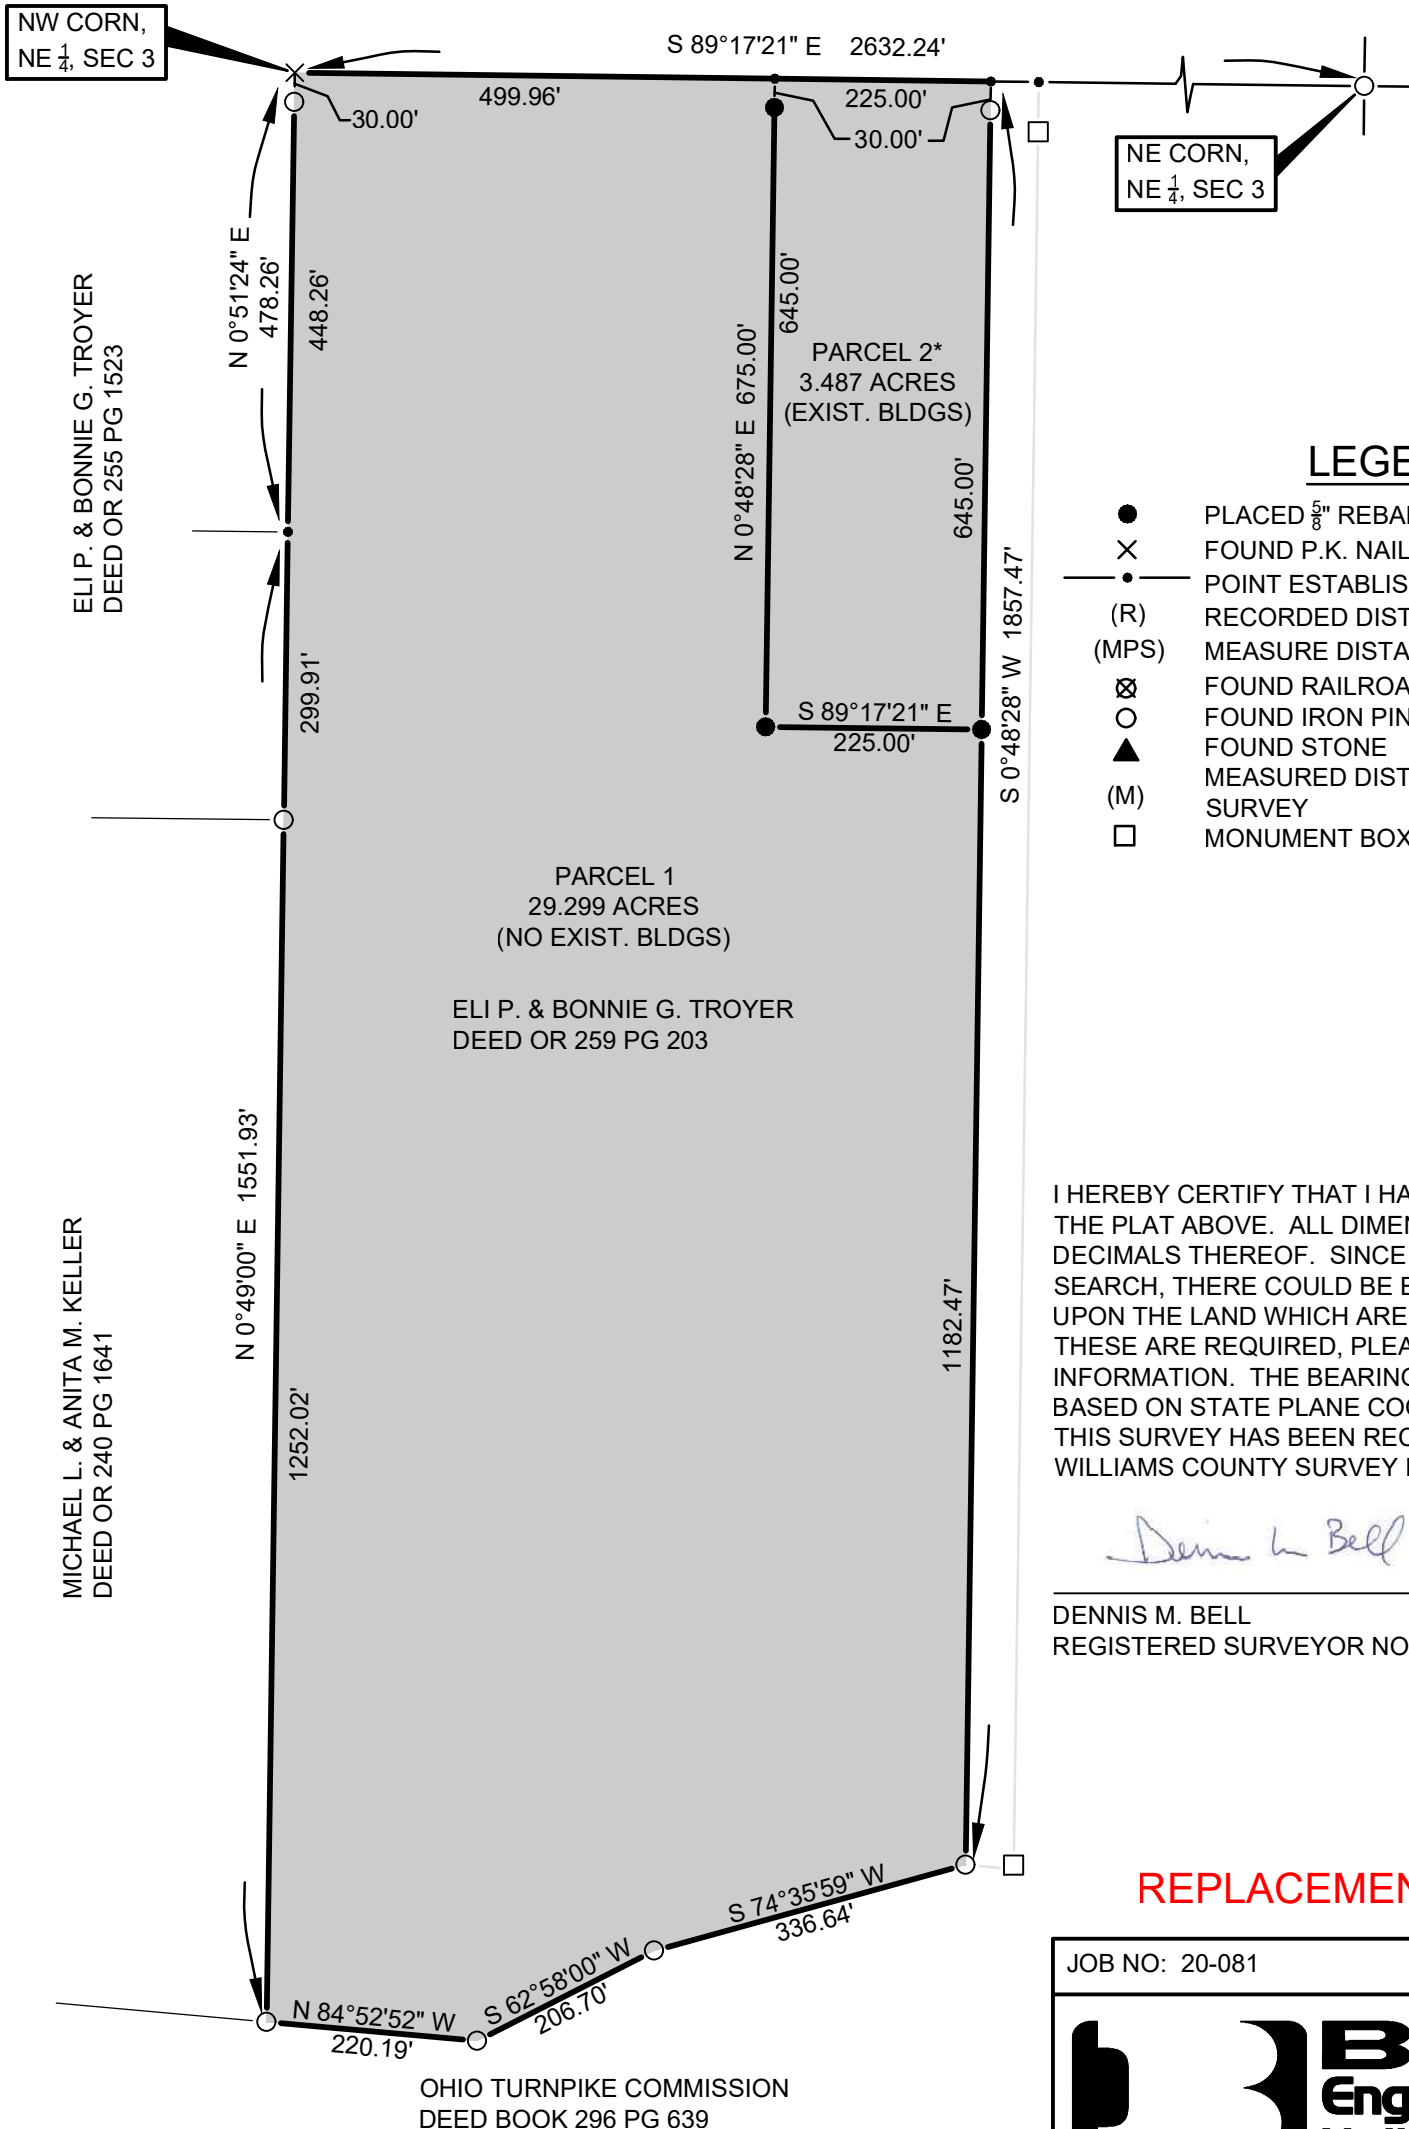 NW CORN,
NE 1/4, SEC 3
S 89°17'21" E 2632.24'
499.96'
225.00'
30.00'
30.00'
NE CORN,
NE 1/4, SEC 3
N 0°51'24" E
478.26'
448.26'
ELI P. & BONNIE G. TROYER
DEED OR 255 PG 1523
645.00'
N 0°48'28" E 675.00'
PARCEL 2*
3.487 ACRES
(EXIST. BLDGS)
645.00'
S 0°48'28" W 1857.47'
299.91'
S 89°17'21" E
225.00'
LEGE
PLACED 5/8" REBA
FOUND P.K. NAIL
POINT ESTABLIS
(R) RECORDED DIST
(MPS) MEASURE DISTA
FOUND RAILROA
FOUND IRON PIN
FOUND STONE
MEASURED DIST
(M) SURVEY
MONUMENT BOX
PARCEL 1
29.299 ACRES
(NO EXIST. BLDGS)
ELI P. & BONNIE G. TROYER
DEED OR 259 PG 203
N 0°49'00" E 1551.93'
1252.02'
1182.47'
MICHAEL L. & ANITA M. KELLER
DEED OR 240 PG 1641
I HEREBY CERTIFY THAT I HA
THE PLAT ABOVE. ALL DIME
DECIMALS THEREOF. SINCE
SEARCH, THERE COULD BE E
UPON THE LAND WHICH ARE
THESE ARE REQUIRED, PLEA
INFORMATION. THE BEARING
BASED ON STATE PLANE COO
THIS SURVEY HAS BEEN REC
WILLIAMS COUNTY SURVEY
Bell
DENNIS M. BELL
REGISTERED SURVEYOR NO
S 74°35'59" W
336.64'
S 62°58'00" W
206.70'
N 84°52'52" W
220.19'
OHIO TURNPIKE COMMISSION
DEED BOOK 296 PG 639
REPLACEMEN
JOB NO: 20-081
B
Eng